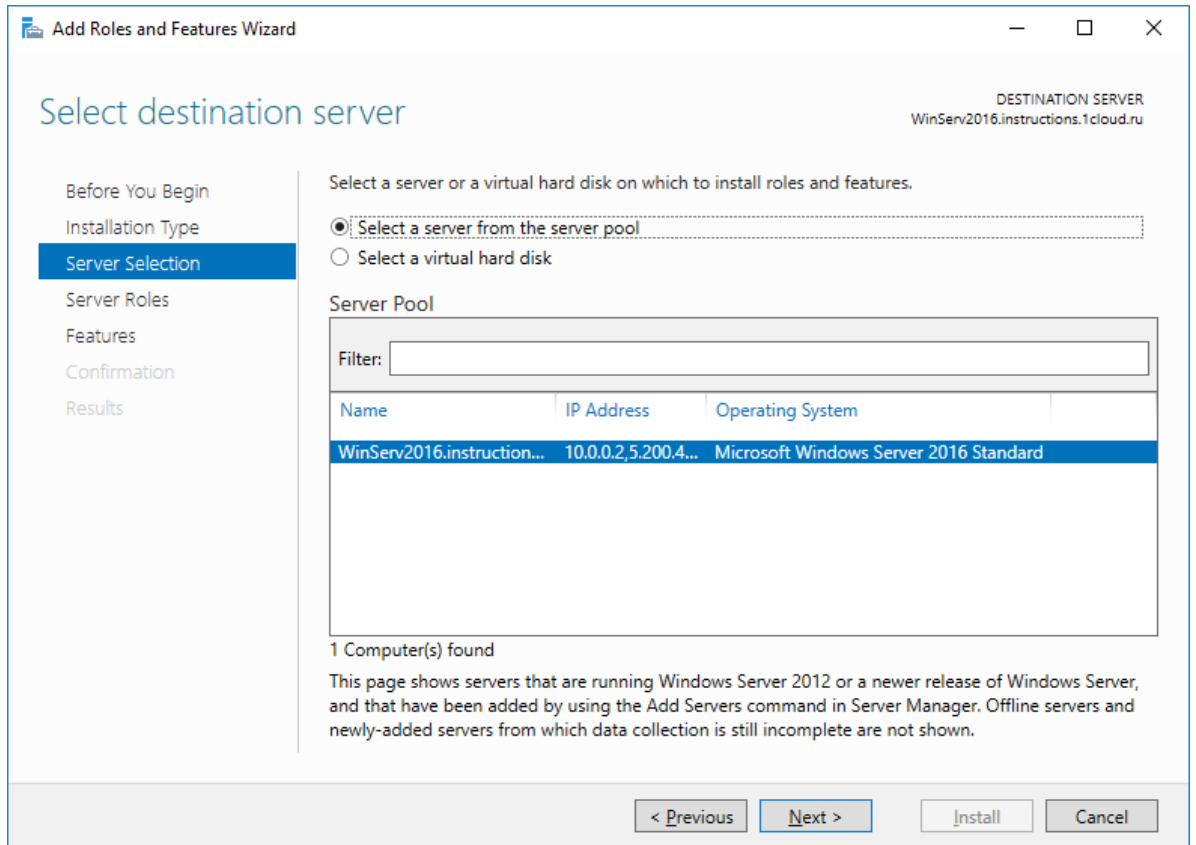 Add Roles and Features Wizard
Select destination server
DESTINATION SERVER
WinServ2016.instructions.1cloud.ru
Before You Begin
Installation Type
Server Selection
Server Roles
Features
Confirmation
Results
Select a server or a virtual hard disk on which to install roles and features.
Select a server from the server pool
Select a virtual hard disk
Server Pool
Filter:
Name IP Address Operating System
WinServ2016.instruction... 10.0.0.2,5.200.4... Microsoft Windows Server 2016 Standard
1 Computer(s) found
This page shows servers that are running Windows Server 2012 or a newer release of Windows Server,
and that have been added by using the Add Servers command in Server Manager. Offline servers and
newly-added servers from which data collection is still incomplete are not shown.
< Previous Next > Install Cancel